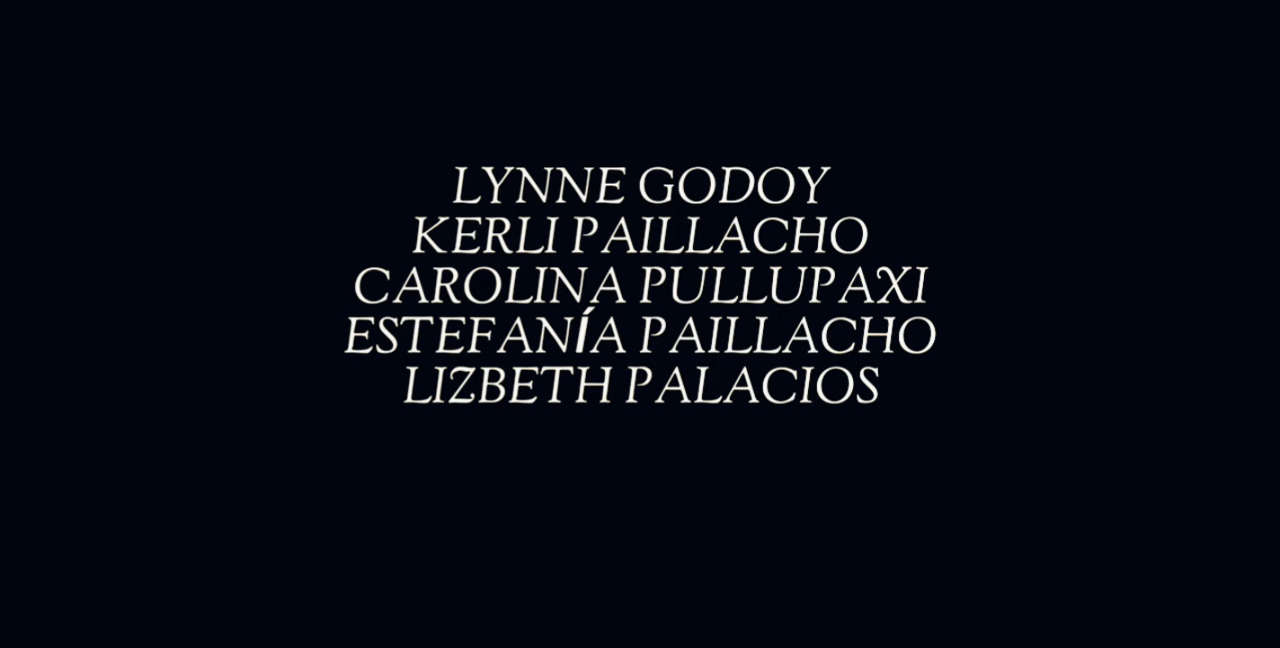 LYNNE GODOY
KERLI PAILLACHO
CAROLINA PULLUPAXI
ESTEFANÍA PAILLACHO
LIZBETH PALACIOS